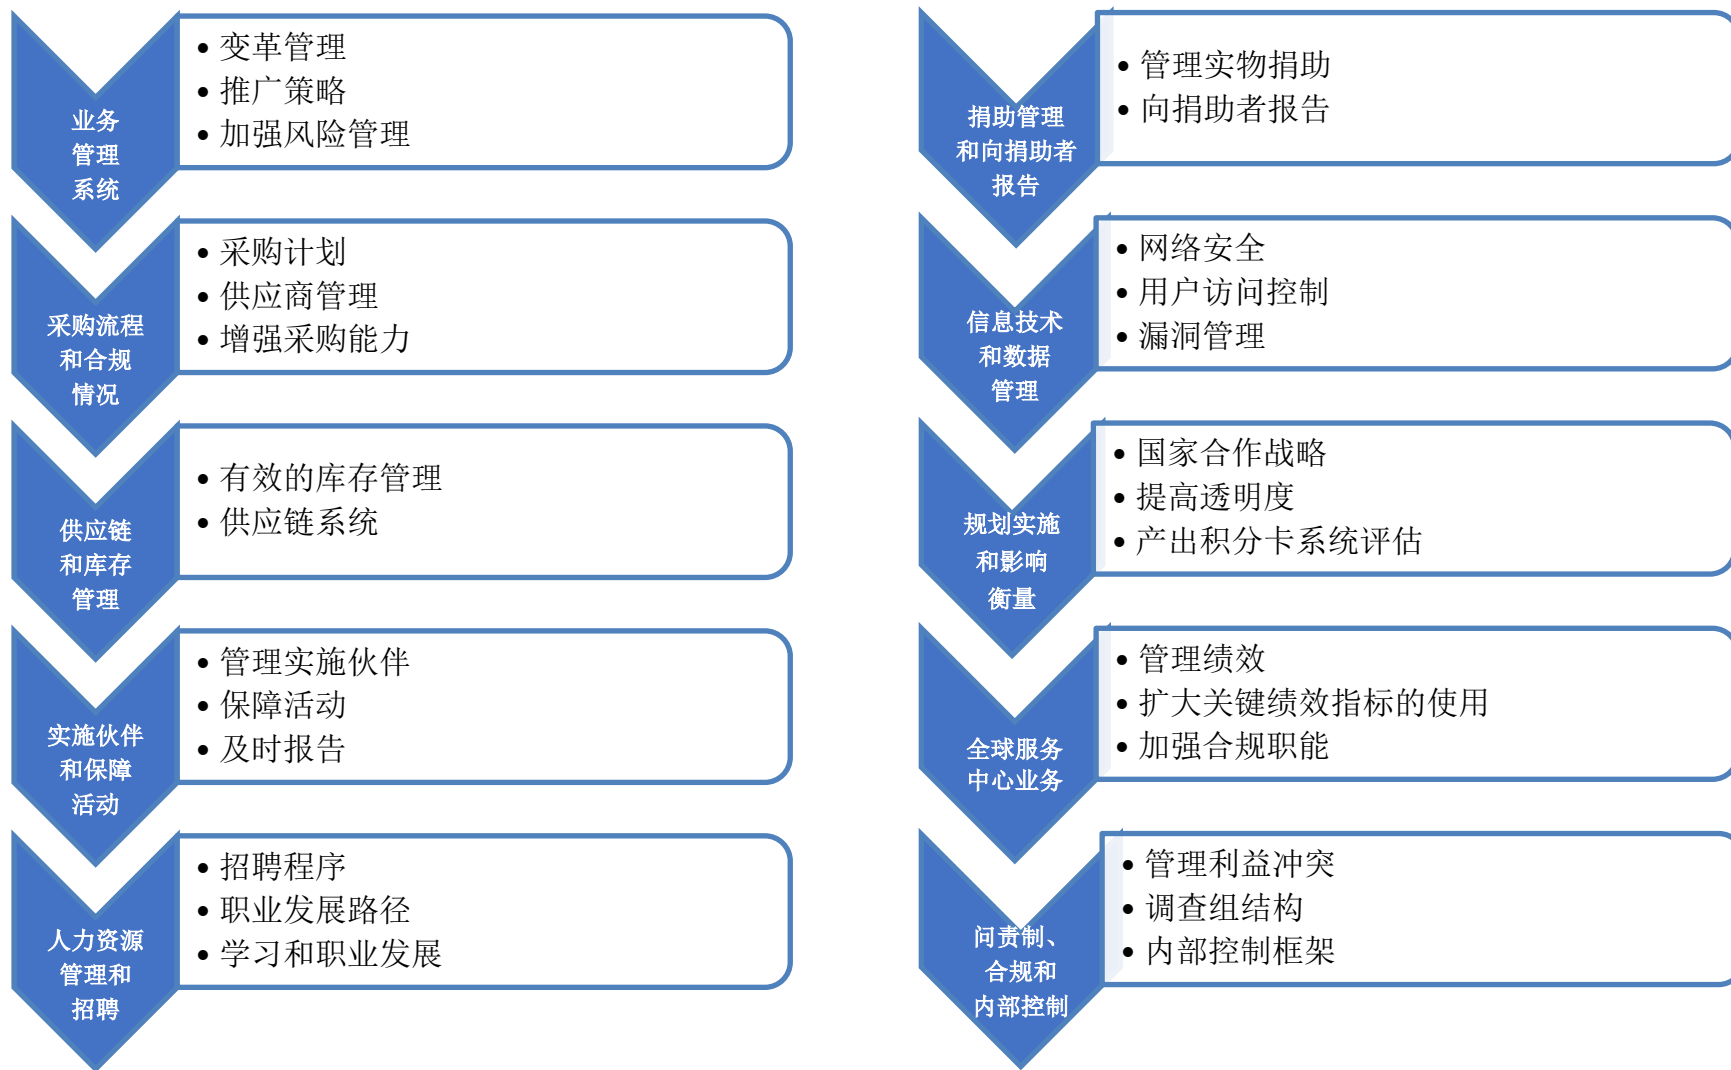 业务
管理
系统
• 变革管理
• 推广策略
• 加强风险管理
采购流程
和合规
情况
• 采购计划
• 供应商管理
• 增强采购能力
供应链
和库存
管理
• 有效的库存管理
• 供应链系统
实施伙伴
和保障
活动
• 管理实施伙伴
• 保障活动
• 及时报告
人力资源
管理和
招聘
• 招聘程序
• 职业发展路径
• 学习和职业发展
捐助管理
和向捐助者
报告
• 管理实物捐助
• 向捐助者报告
信息技术
和数据
管理
• 网络安全
• 用户访问控制
• 漏洞管理
规划实施
和影响
衡量
• 国家合作战略
• 提高透明度
• 产出积分卡系统评估
全球服务
中心业务
• 管理绩效
• 扩大关键绩效指标的使用
• 加强合规职能
问责制、
合规和
内部控制
• 管理利益冲突
• 调查组结构
• 内部控制框架